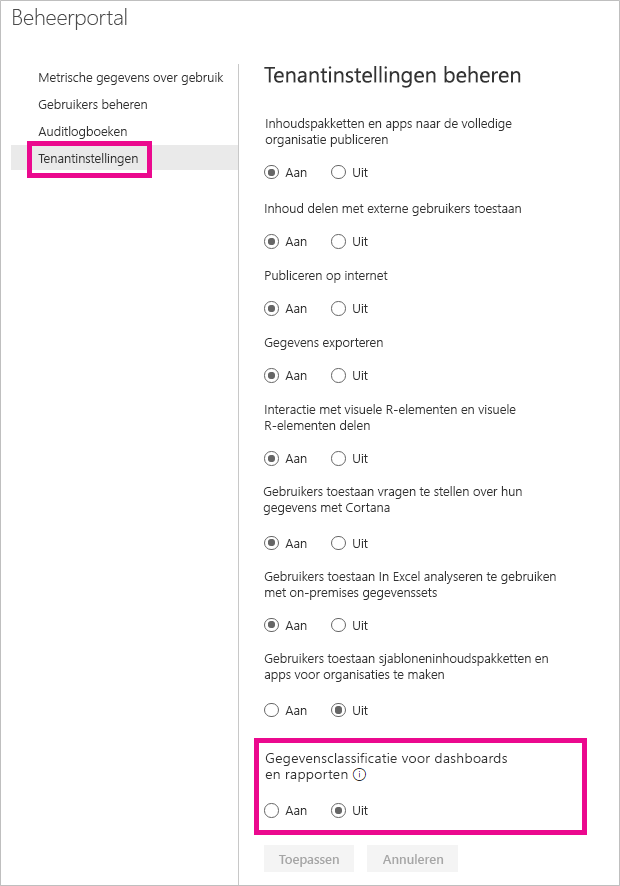 Beheerportal
Metrische gegevens over gebruik
Gebruikers beheren
Auditlogboeken
Tenantinstellingen
Tenantinstellingen beheren
Inhoudspakketten en apps naar de volledige
organisatie publiceren
Aan Uit
Inhoud delen met externe gebruikers toestaan
Aan Uit
Publiceren op internet
Aan Uit
Gegevens exporteren
Aan Uit
Interactie met visuele R-elementen en visuele
R-elementen delen
Aan Uit
Gebruikers toestaan vragen te stellen over hun
gegevens met Cortana
Aan Uit
Gebruikers toestaan In Excel analyseren te gebruiken
met on-premises gegevenssets
Aan Uit
Gebruikers toestaan sjabloneninhoudspakketten en
apps voor organisaties te maken
Aan Uit
Gegevensclassificatie voor dashboards
en rapporten
Aan Uit
Toepassen Annuleren